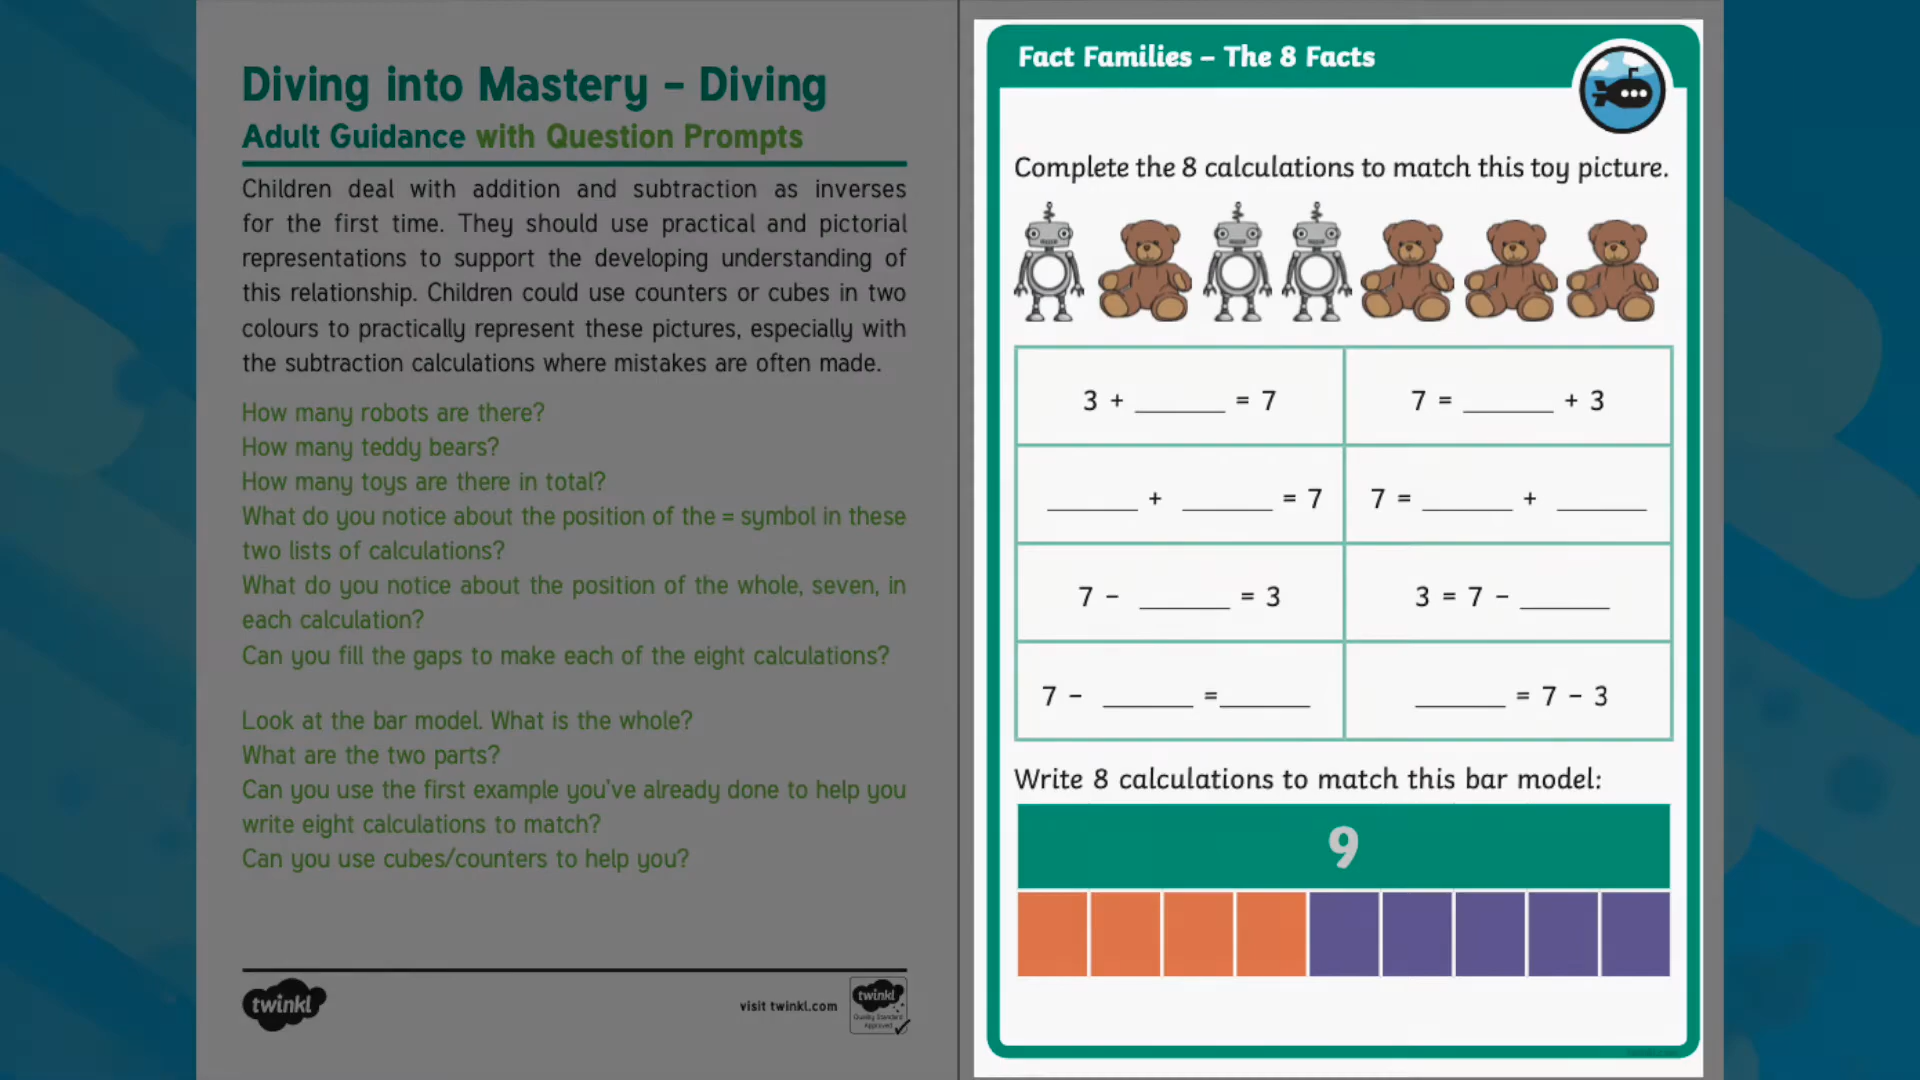 Diving into Mastery – Diving
Adult Guidance with Question Prompts
Children deal with addition and subtraction as inverses
for the first time. They should use practical and pictorial
representations to support the developing understanding of
this relationship. Children could use counters or cubes in two
colours to practically represent these pictures, especially with
the subtraction calculations where mistakes are often made.
How many robots are there?
How many teddy bears?
How many toys are there in total?
What do you notice about the position of the = symbol in these
two lists of calculations?
What do you notice about the position of the whole, seven, in
each calculation?
Can you fill the gaps to make each of the eight calculations?
Look at the bar model. What is the whole?
What are the two parts?
Can you use the first example you've already done to help you
write eight calculations to match?
Can you use cubes/counters to help you?
twinkl
visit twinkl.com
twinkl
Quality Standard
Approved
Fact Families – The 8 Facts
Complete the 8 calculations to match this toy picture.
3 + ______ = 7
7 = ______ + 3
______ + ______ = 7
7 = ______ + ______
7 – ______ = 3
3 = 7 – ______
7 – ______ =______
______ = 7 – 3
Write 8 calculations to match this bar model:
9